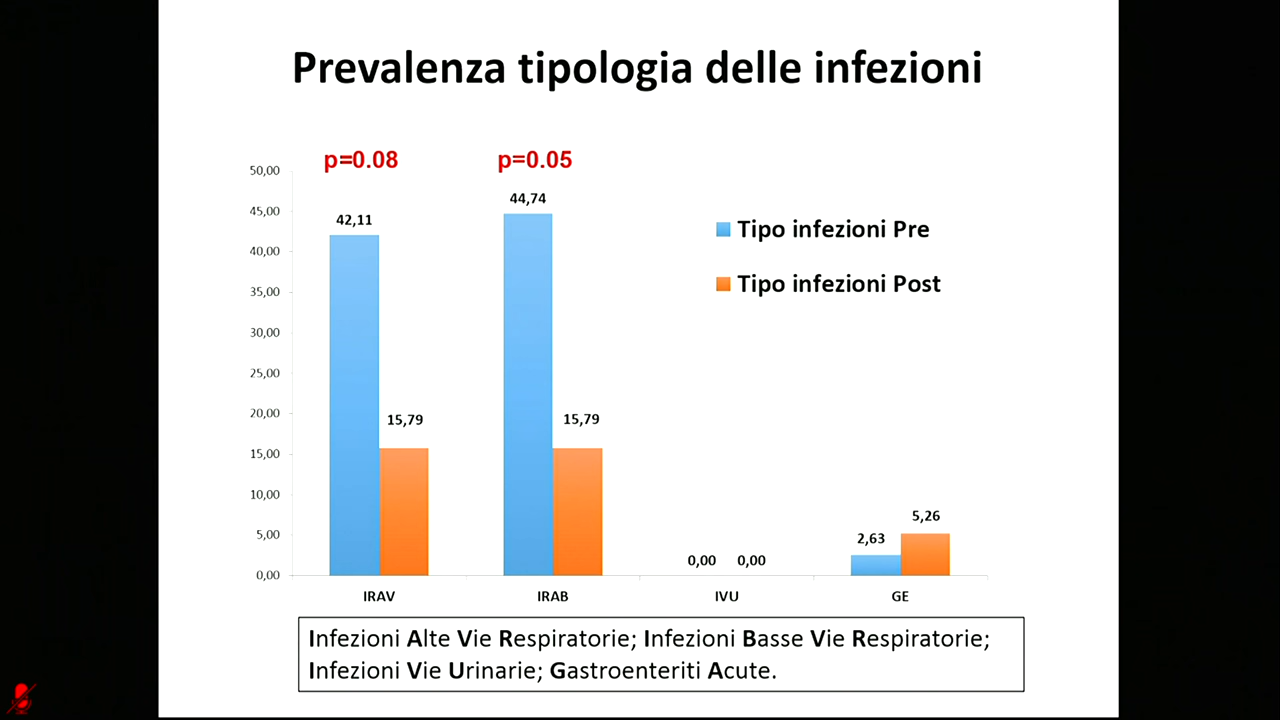 Prevalenza tipologia delle infezioni
p=0.08 p=0.05
50,00
45,00
40,00
35,00
30,00
25,00
20,00
15,00
10,00
5,00
0,00
42,11
15,79
44,74
15,79
0,00 0,00
2,63
5,26
Tipo infezioni Pre
Tipo infezioni Post
IRAV IRAB IVU GE
Infezioni Alte Vie Respiratorie; Infezioni Basse Vie Respiratorie;
Infezioni Vie Urinarie; Gastroenteriti Acute.